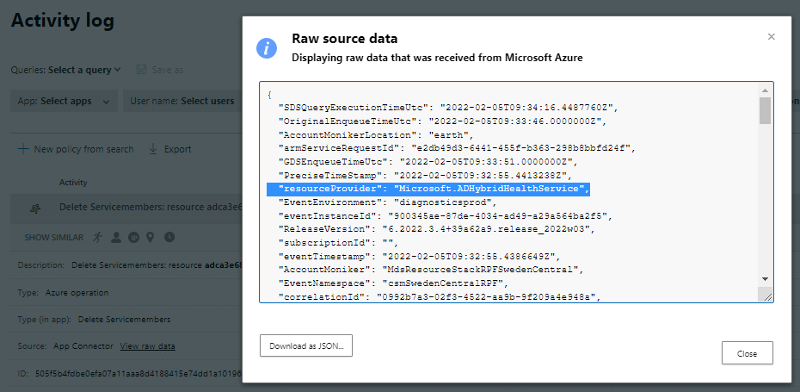 Activity log
Queries: Select a query
Save as
App: Select apps
User name: Select users
New policy from search
Export
Activity
Delete Servicemembers: resource adca3e6
SHOW SIMILAR
Description: Delete Servicemembers: resource adca3e68
Type: Azure operation
Type (in app): Delete Servicemembers
Source: App Connector View raw data
ID: 505f5b4fdbe0efa07a11aaa8d4188415e74dd1a10196
Raw source data
Displaying raw data that was received from Microsoft Azure
{
"SDSQueryExecutionTimeUtc": "2022-02-05T09:34:16.4487760Z",
"OriginalEnqueueTimeUtc": "2022-02-05T09:33:46.0000000Z",
"AccountMonikerLocation": "earth",
"armServiceRequestId": "e2db49d3-6441-455f-b363-298b8bbfd24f",
"GDSEnqueueTimeUtc": "2022-02-05T09:33:51.0000000Z",
"PreciseTimeStamp": "2022-02-05T09:32:55.4413238Z",
"resourceProvider": "Microsoft.ADHybridHealthService",
"EventEnvironment": "diagnosticsprod",
"eventInstanceId": "900345ae-87de-4034-ad49-a29a564ba2f5",
"ReleaseVersion": "6.2022.3.4+39a62a9.release_2022w03",
"subscriptionId": "",
"eventTimestamp": "2022-02-05T09:32:55.4386649Z",
"AccountMoniker": "MdsResourceStackRPFSwedenCentral",
"EventNamespace": "csmSwedenCentralRPF",
"correlationId": "0992b7a3-02f3-4522-aa9b-9f209a4e948a",
Download as JSON...
Close